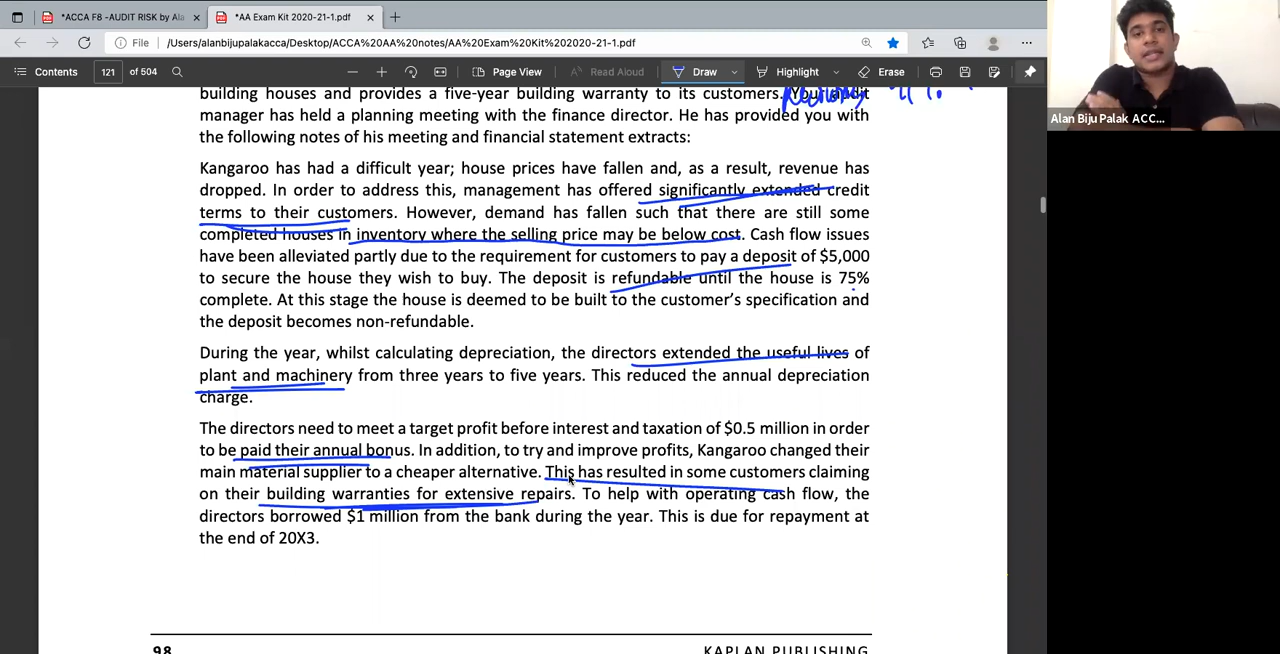 *ACCA F8 -AUDIT RISK by Ala
*AA Exam Kit 2020-21-1.pdf
File
/Users/alanbijupalakacca/Desktop/ACCA%20AA%20notes/AA%20Exam%20Kit%202020-21-1.pdf
Contents
121
of 504
Page View
Read Aloud
Draw
Highlight
Erase
building houses and provides a five-year building warranty to its customers. Your audit
manager has held a planning meeting with the finance director. He has provided you with
the following notes of his meeting and financial statement extracts:
Kangaroo has had a difficult year; house prices have fallen and, as a result, revenue has
dropped. In order to address this, management has offered significantly extended credit
terms to their customers. However, demand has fallen such that there are still some
completed houses in inventory where the selling price may be below cost. Cash flow issues
have been alleviated partly due to the requirement for customers to pay a deposit of $5,000
to secure the house they wish to buy. The deposit is refundable until the house is 75%
complete. At this stage the house is deemed to be built to the customer's specification and
the deposit becomes non-refundable.
During the year, whilst calculating depreciation, the directors extended the useful lives of
plant and machinery from three years to five years. This reduced the annual depreciation
charge.
The directors need to meet a target profit before interest and taxation of $0.5 million in order
to be paid their annual bonus. In addition, to try and improve profits, Kangaroo changed their
main material supplier to a cheaper alternative. This has resulted in some customers claiming
on their building warranties for extensive repairs. To help with operating cash flow, the
directors borrowed $1 million from the bank during the year. This is due for repayment at
the end of 20X3.
98
KAPLAN PUBLISHING
Alan Biju Palak ACC...